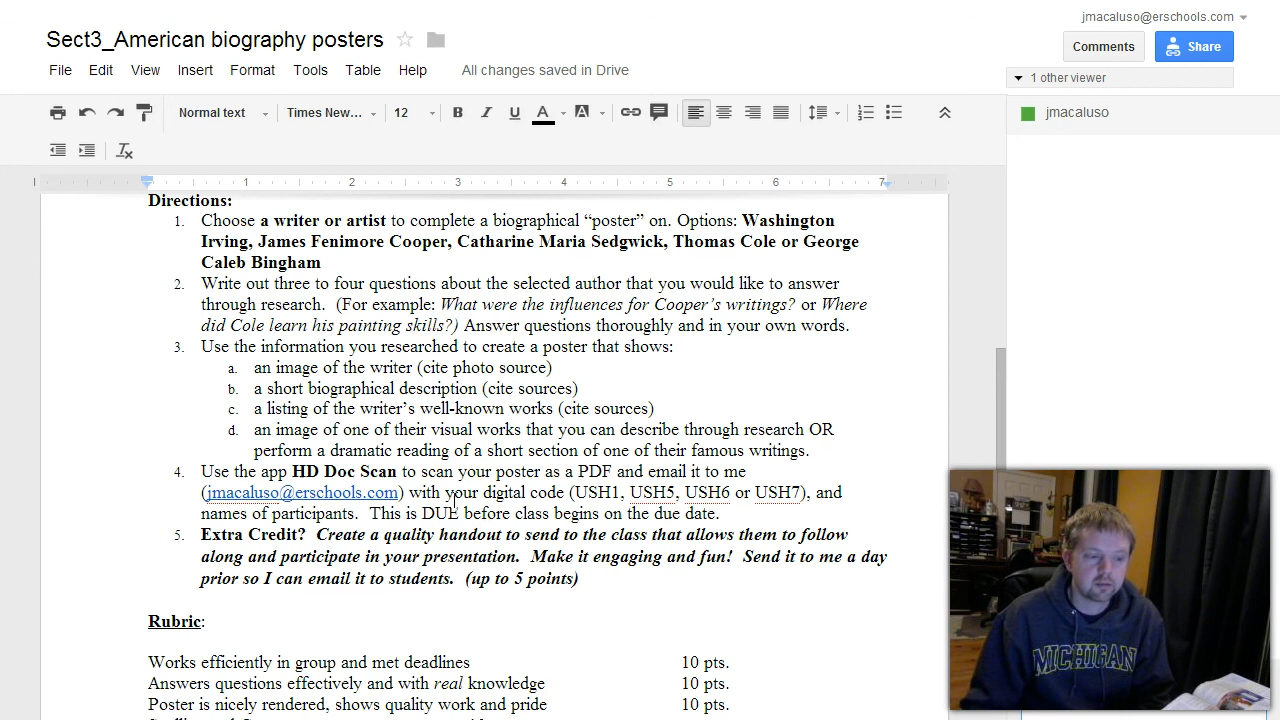 jmacaluso@erschools.com
Sect3_American biography posters
Comments
Share
File Edit View Insert Format Tools Table Help All changes saved in Drive
1 other viewer
Normal text Times New... 12 B I U A A
jmacaluso
1 2 3 4 5 6 7
Directions:
1. Choose a writer or artist to complete a biographical “poster” on. Options: Washington
Irving, James Fenimore Cooper, Catharine Maria Sedgwick, Thomas Cole or George
Caleb Bingham
2. Write out three to four questions about the selected author that you would like to answer
through research. (For example: What were the influences for Cooper’s writings? or Where
did Cole learn his painting skills?) Answer questions thoroughly and in your own words.
3. Use the information you researched to create a poster that shows:
a. an image of the writer (cite photo source)
b. a short biographical description (cite sources)
c. a listing of the writer’s well-known works (cite sources)
d. an image of one of their visual works that you can describe through research OR
perform a dramatic reading of a short section of one of their famous writings.
4. Use the app HD Doc Scan to scan your poster as a PDF and email it to me
(jmacaluso@erschools.com) with your digital code (USH1, USH5, USH6 or USH7), and
names of participants. This is DUE before class begins on the due date.
5. Extra Credit? Create a quality handout to send to the class that allows them to follow
along and participate in your presentation. Make it engaging and fun! Send it to me a day
prior so I can email it to students. (up to 5 points)
Rubric:
Works efficiently in group and met deadlines 10 pts.
Answers questions effectively and with real knowledge 10 pts.
Poster is nicely rendered, shows quality work and pride 10 pts.
MICHIGAN